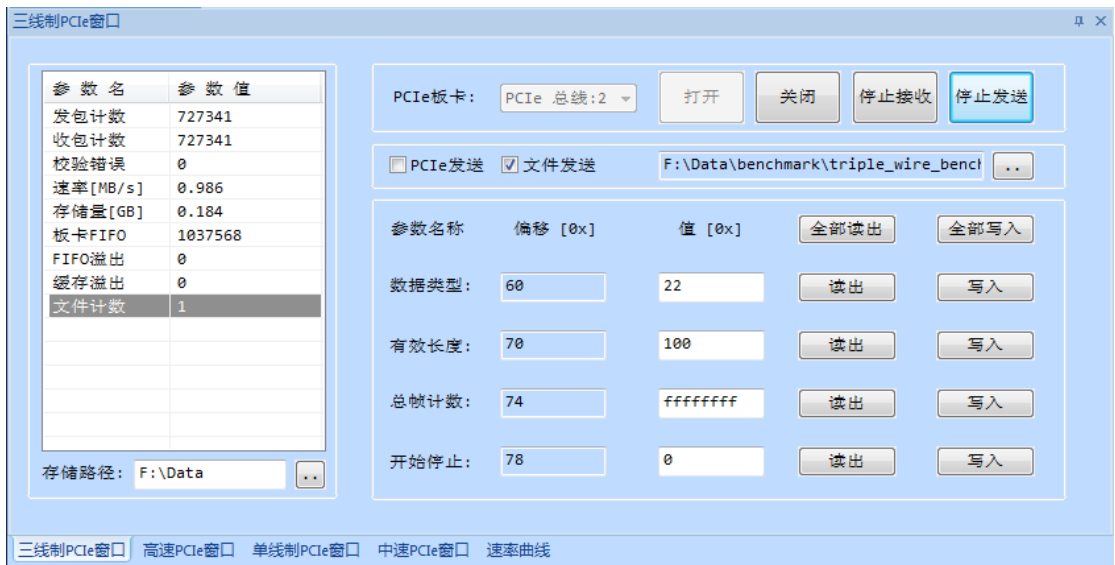 三线制PCIe窗口
参 数 名 参 数 值
发包计数 727341
收包计数 727341
校验错误 0
速率[MB/s] 0.986
存储量[GB] 0.184
板卡FIFO 1037568
FIFO溢出 0
缓存溢出 0
文件计数 1
存储路径: F:\Data ..
PCIe板卡: PCIe 总线:2 打开 关闭 停止接收 停止发送
PCIe发送 文件发送 F:\Data\benchmark\triple_wire_bench ..
参数名称 偏移 [0x] 值 [0x] 全部读出 全部写入
数据类型: 60 22 读出 写入
有效长度: 70 100 读出 写入
总帧计数: 74 ffffffff 读出 写入
开始停止: 78 0 读出 写入
三线制PCIe窗口 高速PCIe窗口 单线制PCIe窗口 中速PCIe窗口 速率曲线